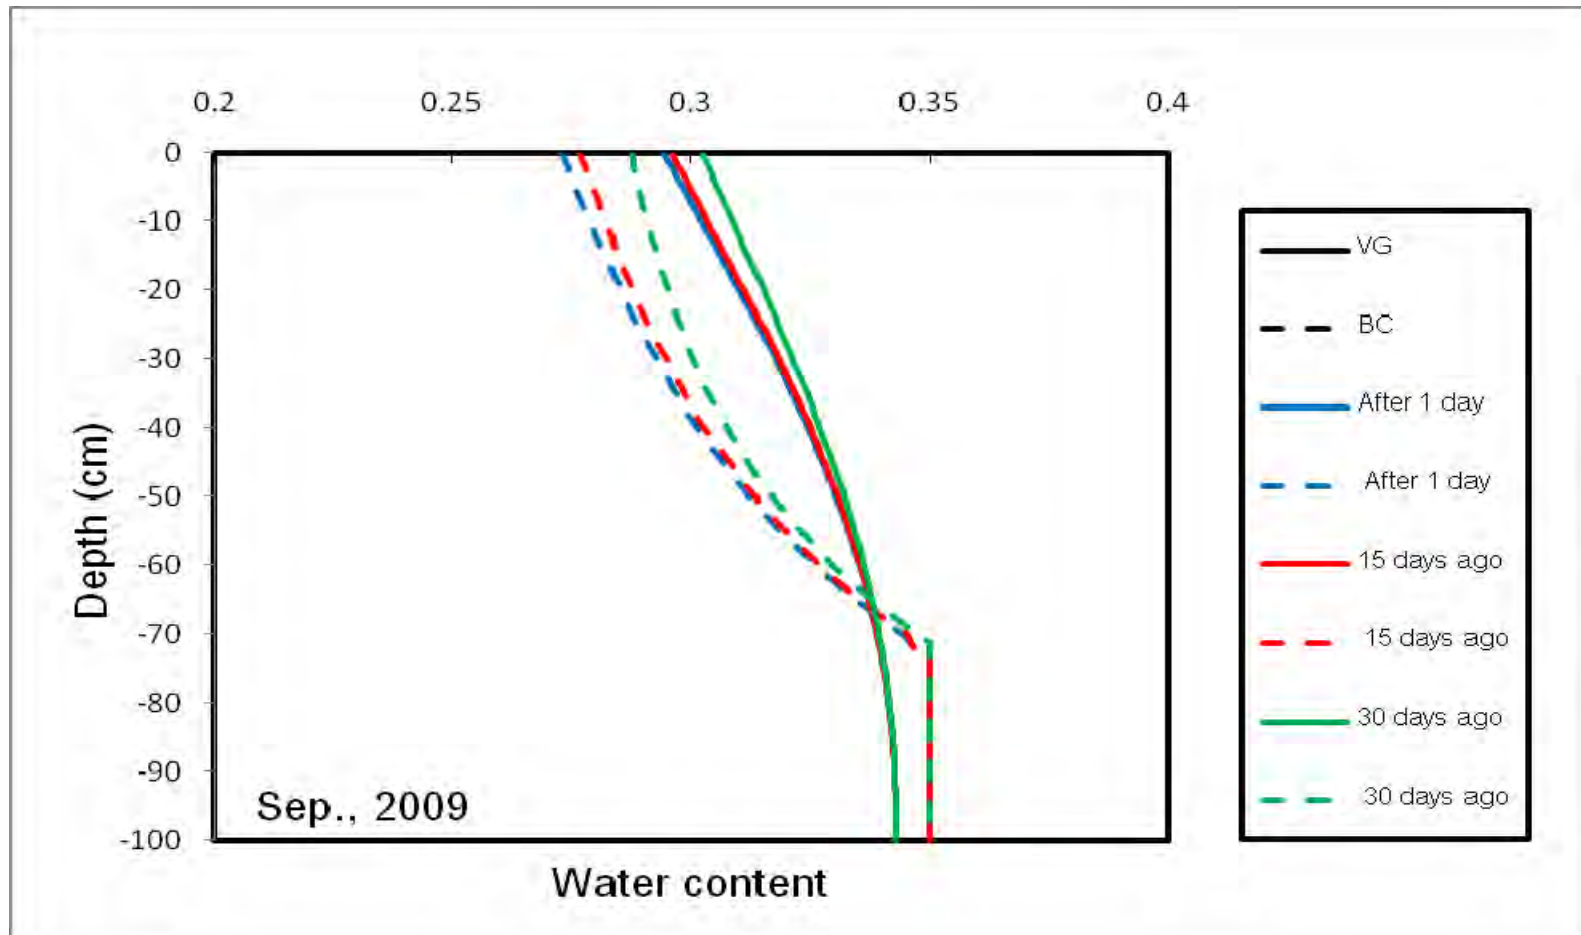 0.2 0.25 0.3 0.35 0.4
0
-10
-20
-30
-40
-50
-60
-70
-80
-90
-100
Depth (cm)
Sep., 2009
Water content
VG
BC
After 1 day
After 1 day
15 days ago
15 days ago
30 days ago
30 days ago